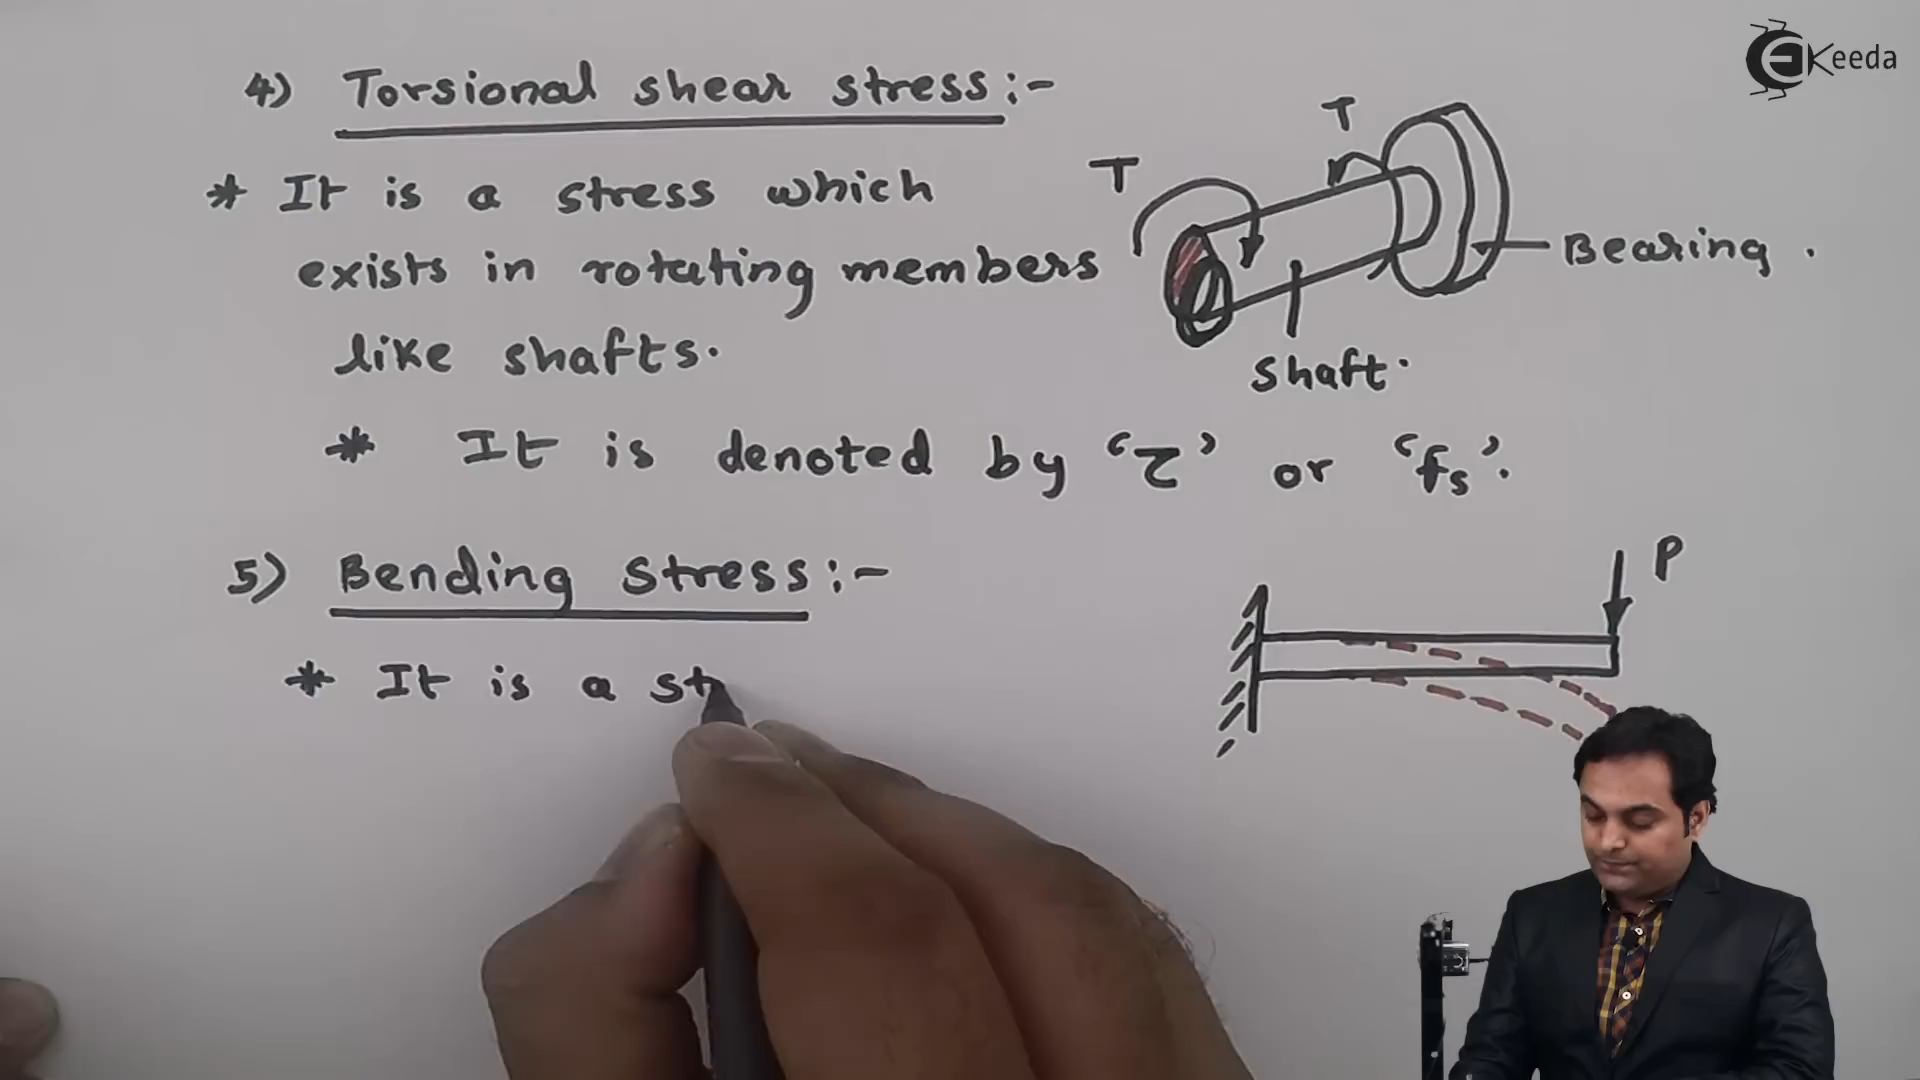 EKeeda
4) Torsional shear stress:-
T
T
* It is a stress which
exists in rotating members
Bearing.
like shafts.
shaft.
* It is denoted by 'τ' or 'fs'.
5) Bending stress:-
P
* It is a st